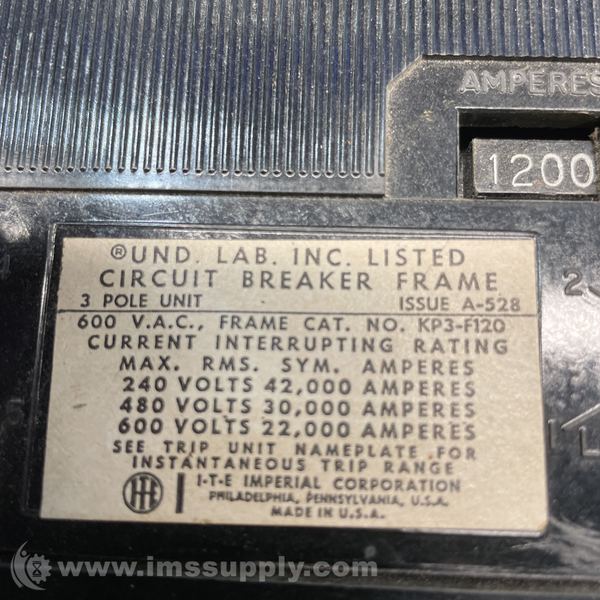 AMPERES
1200
®UND. LAB. INC. LISTED
CIRCUIT BREAKER FRAME
3 POLE UNIT ISSUE A-528
600 V.A.C., FRAME CAT. NO. KP3-F120
CURRENT INTERRUPTING RATING
MAX. RMS. SYM. AMPERES
240 VOLTS 42,000 AMPERES
480 VOLTS 30,000 AMPERES
600 VOLTS 22,000 AMPERES
SEE TRIP UNIT NAMEPLATE FOR
INSTANTANEOUS TRIP RANGE
ITE I-T-E IMPERIAL CORPORATION
PHILADELPHIA, PENNSYLVANIA, U.S.A.
MADE IN U.S.A.
2
www.imssupply.com